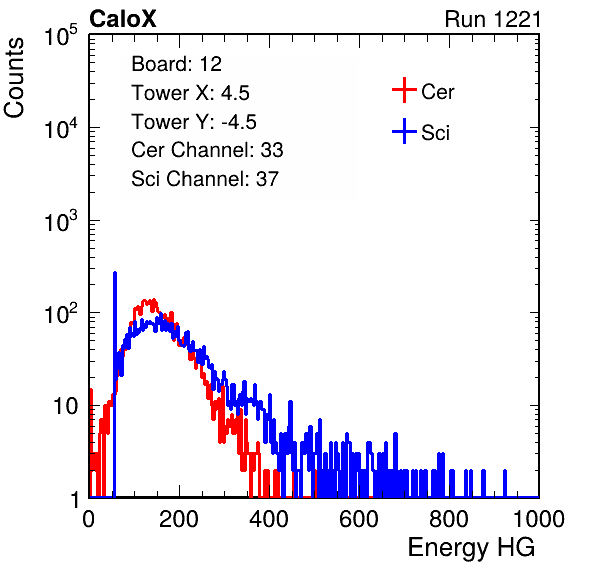 CaloX Run 1221
Counts
Board: 12
Tower X: 4.5
Tower Y: -4.5
Cer Channel: 33
Sci Channel: 37
Cer
Sci
10^5
10^4
10^3
10^2
10
1
0 200 400 600 800 1000
Energy HG